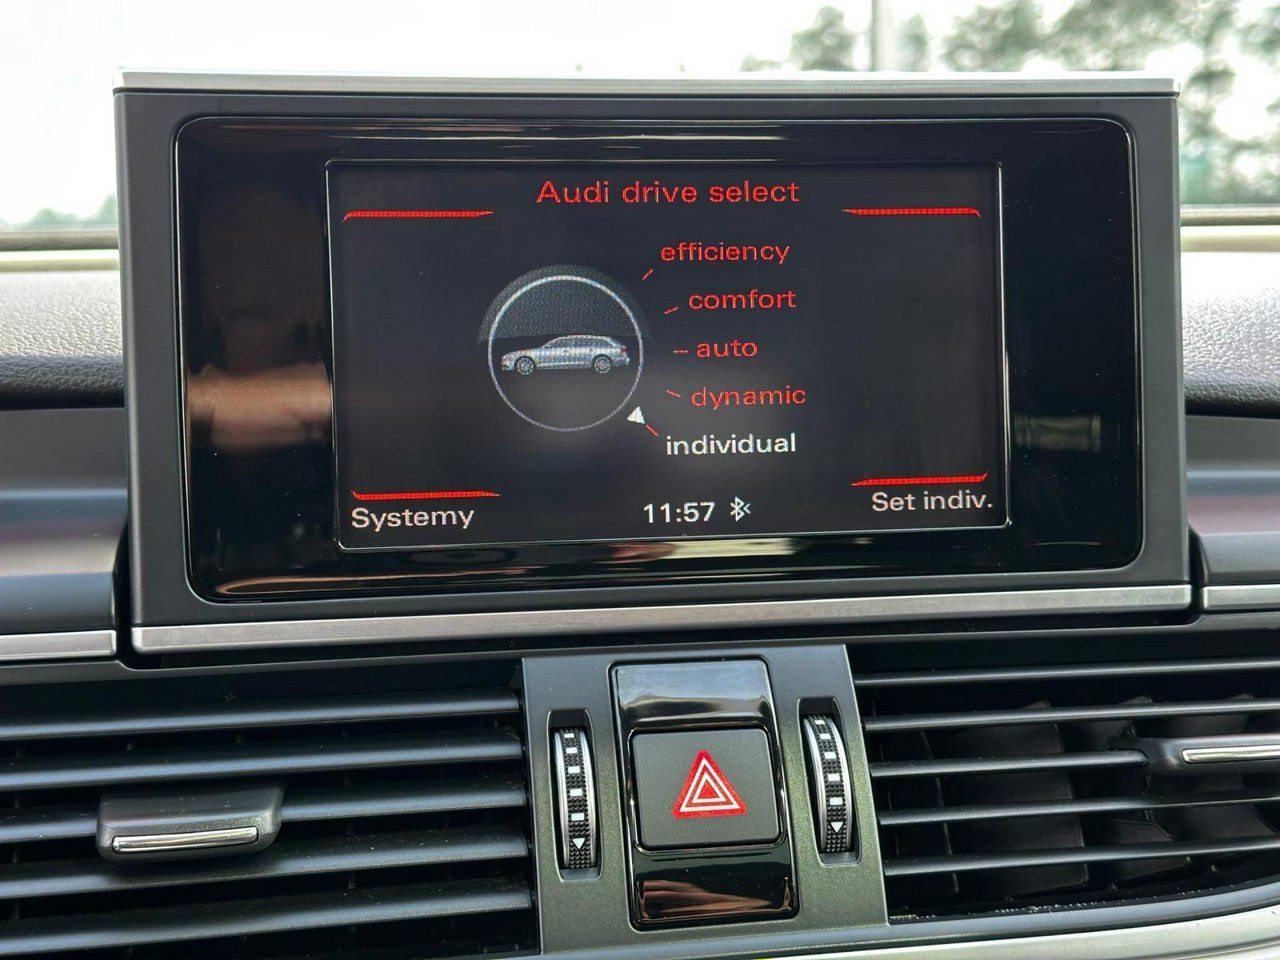 Audi drive select
efficiency
comfort
auto
dynamic
individual
Systemy
11:57
Set indiv.